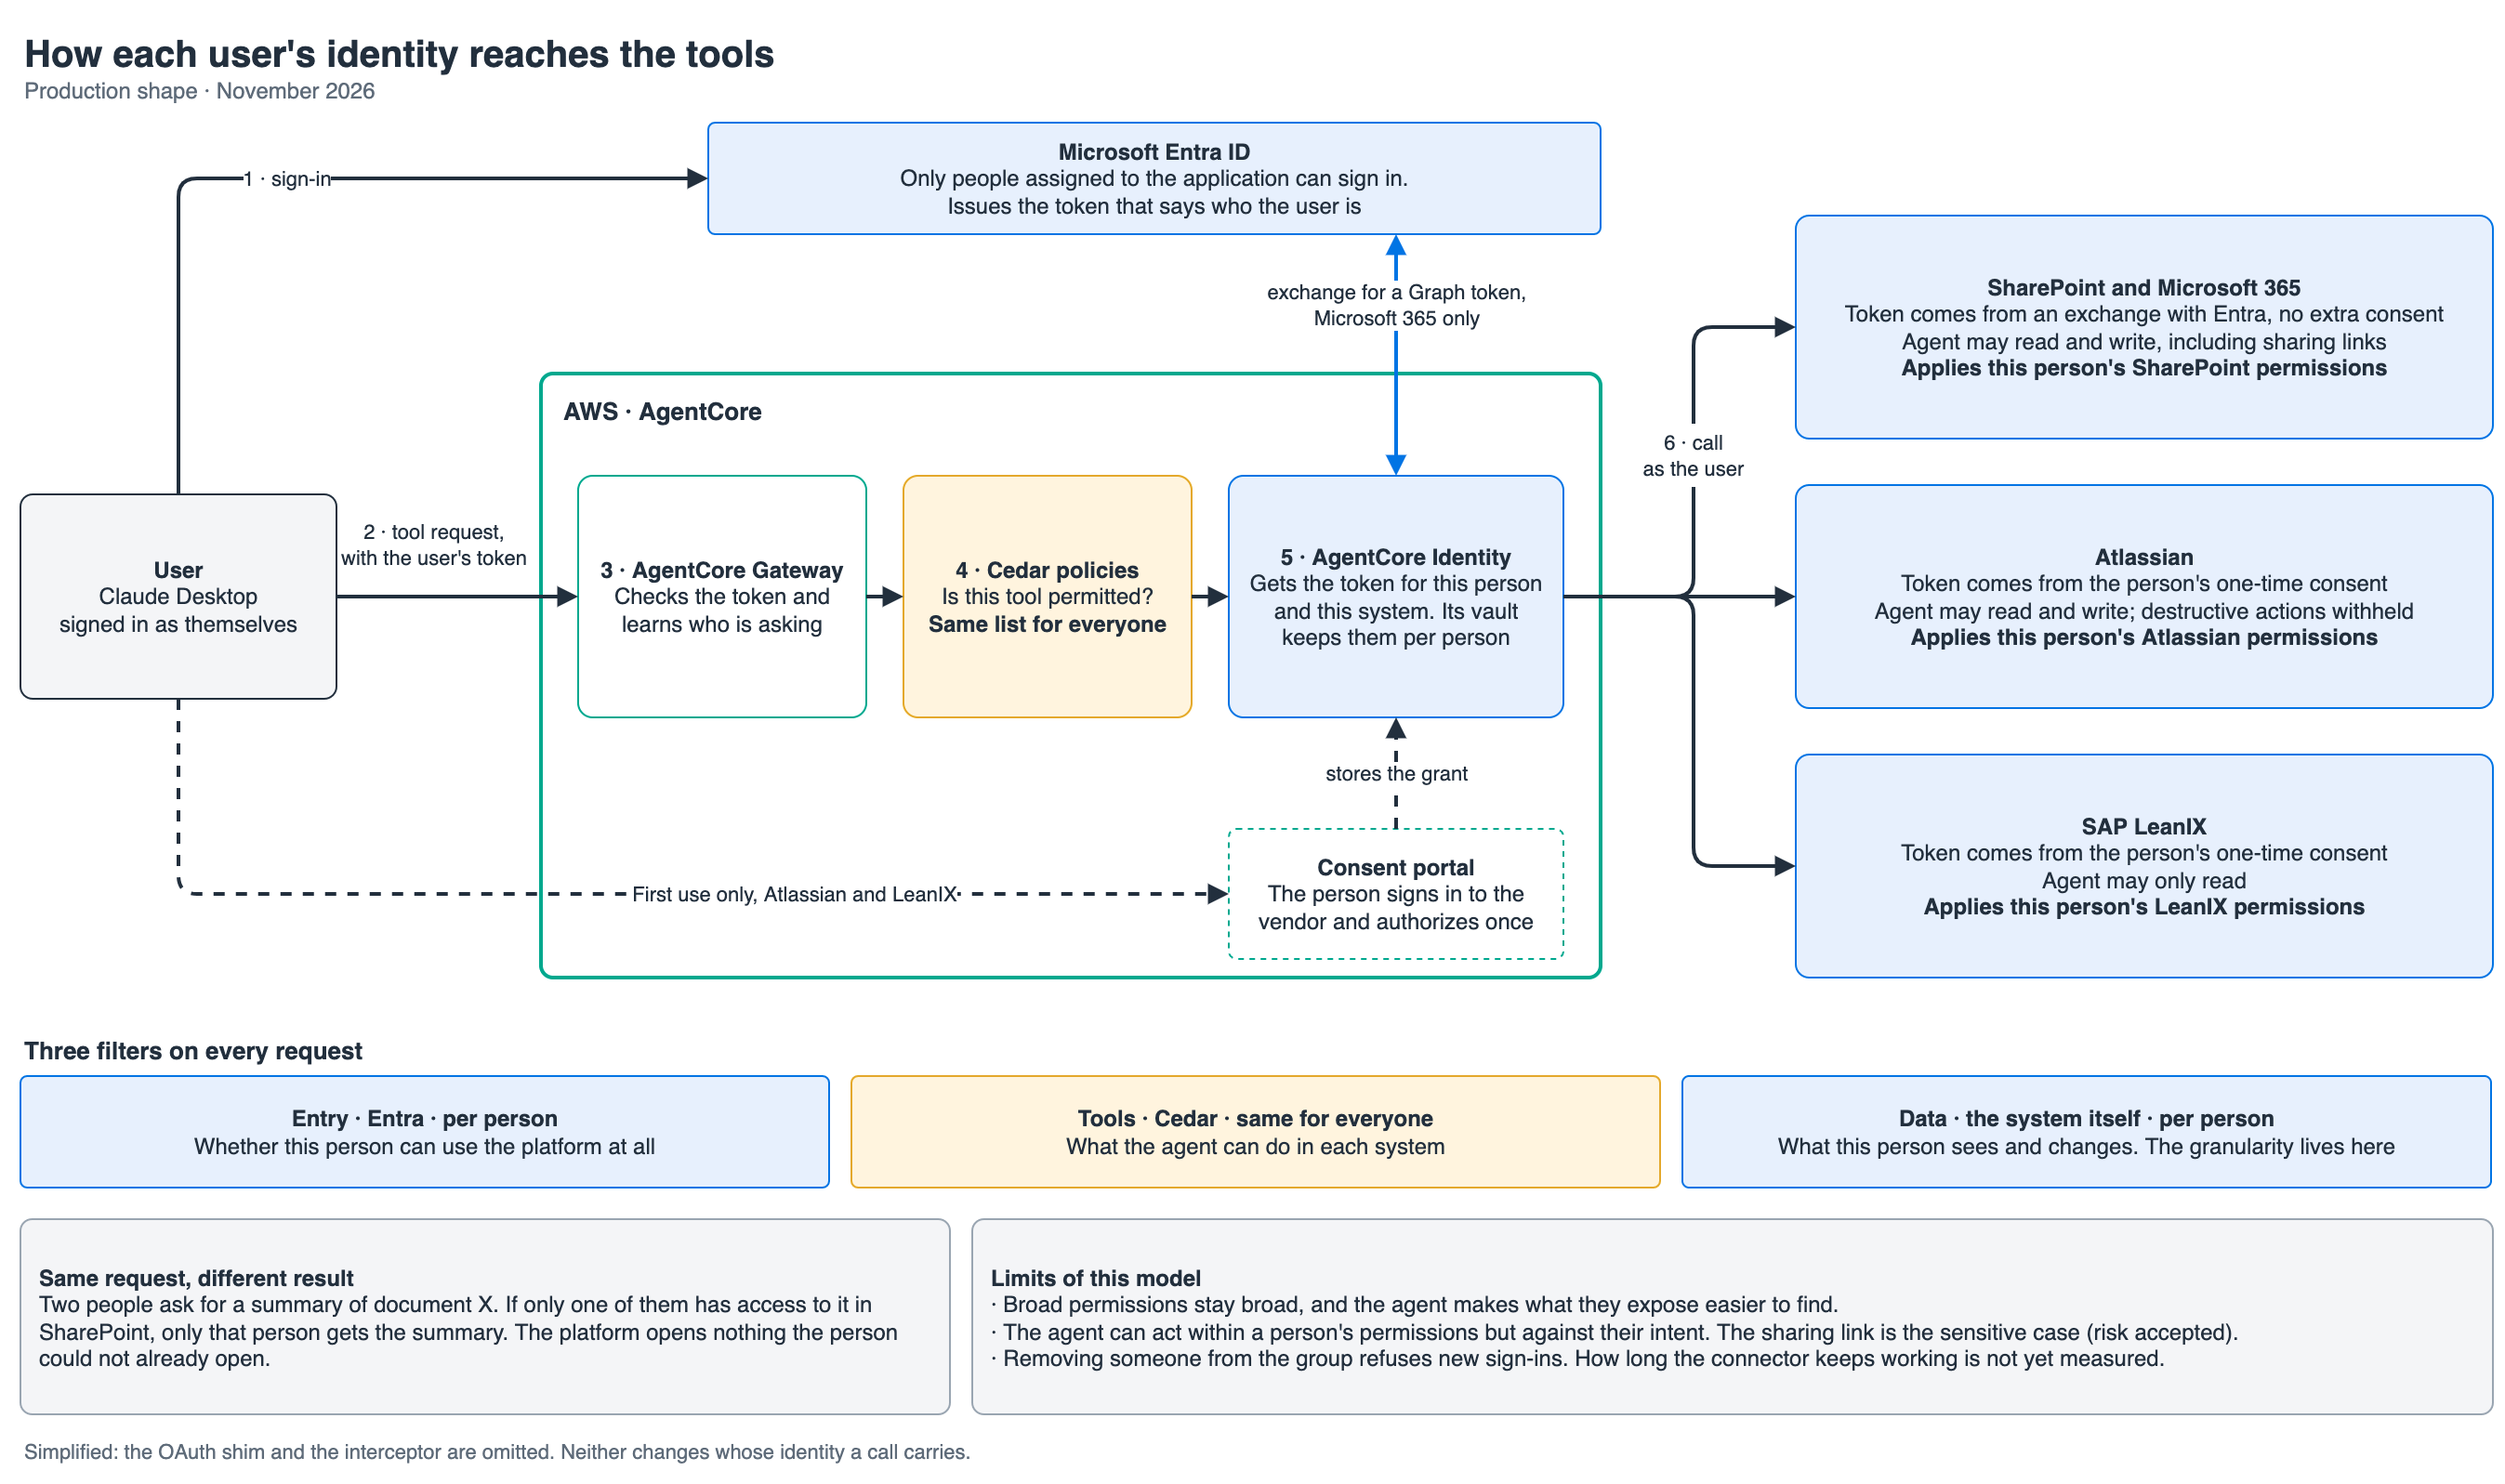 How each user's identity reaches the tools
Production shape · November 2026
Microsoft Entra ID
Only people assigned to the application can sign in.
Issues the token that says who the user is
1 · sign-in
exchange for a Graph token,
Microsoft 365 only
SharePoint and Microsoft 365
Token comes from an exchange with Entra, no extra consent
Agent may read and write, including sharing links
Applies this person's SharePoint permissions
AWS · AgentCore
6 · call
as the user
User
Claude Desktop
signed in as themselves
2 · tool request,
with the user's token
3 · AgentCore Gateway
Checks the token and
learns who is asking
4 · Cedar policies
Is this tool permitted?
Same list for everyone
5 · AgentCore Identity
Gets the token for this person
and this system. Its vault
keeps them per person
Atlassian
Token comes from the person's one-time consent
Agent may read and write; destructive actions withheld
Applies this person's Atlassian permissions
stores the grant
First use only, Atlassian and LeanIX
Consent portal
The person signs in to the
vendor and authorizes once
SAP LeanIX
Token comes from the person's one-time consent
Agent may only read
Applies this person's LeanIX permissions
Three filters on every request
Entry · Entra · per person
Whether this person can use the platform at all
Tools · Cedar · same for everyone
What the agent can do in each system
Data · the system itself · per person
What this person sees and changes. The granularity lives here
Same request, different result
Two people ask for a summary of document X. If only one of them has access to it in
SharePoint, only that person gets the summary. The platform opens nothing the person
could not already open.
Limits of this model
· Broad permissions stay broad, and the agent makes what they expose easier to find.
· The agent can act within a person's permissions but against their intent. The sharing link is the sensitive case (risk accepted).
· Removing someone from the group refuses new sign-ins. How long the connector keeps working is not yet measured.
Simplified: the OAuth shim and the interceptor are omitted. Neither changes whose identity a call carries.